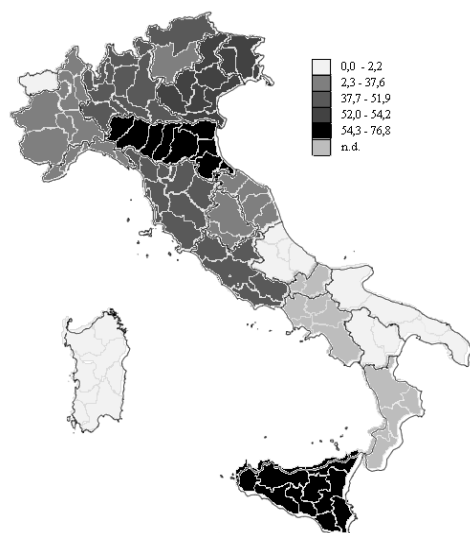 0,0 - 2,2
2,3 - 37,6
37,7 - 51,9
52,0 - 54,2
54,3 - 76,8
n.d.